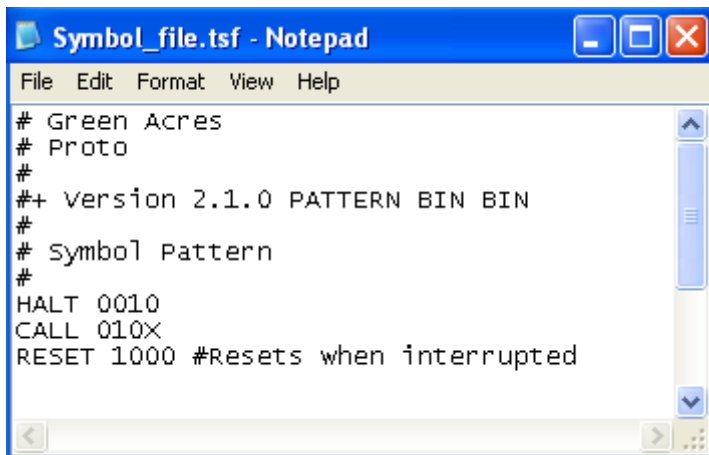 Symbol_file.tsf - Notepad
File Edit Format View Help
# Green Acres
# Proto
#
#+ Version 2.1.0 PATTERN BIN BIN
#
# Symbol Pattern
#
HALT 0010
CALL 010X
RESET 1000 #Resets when interrupted